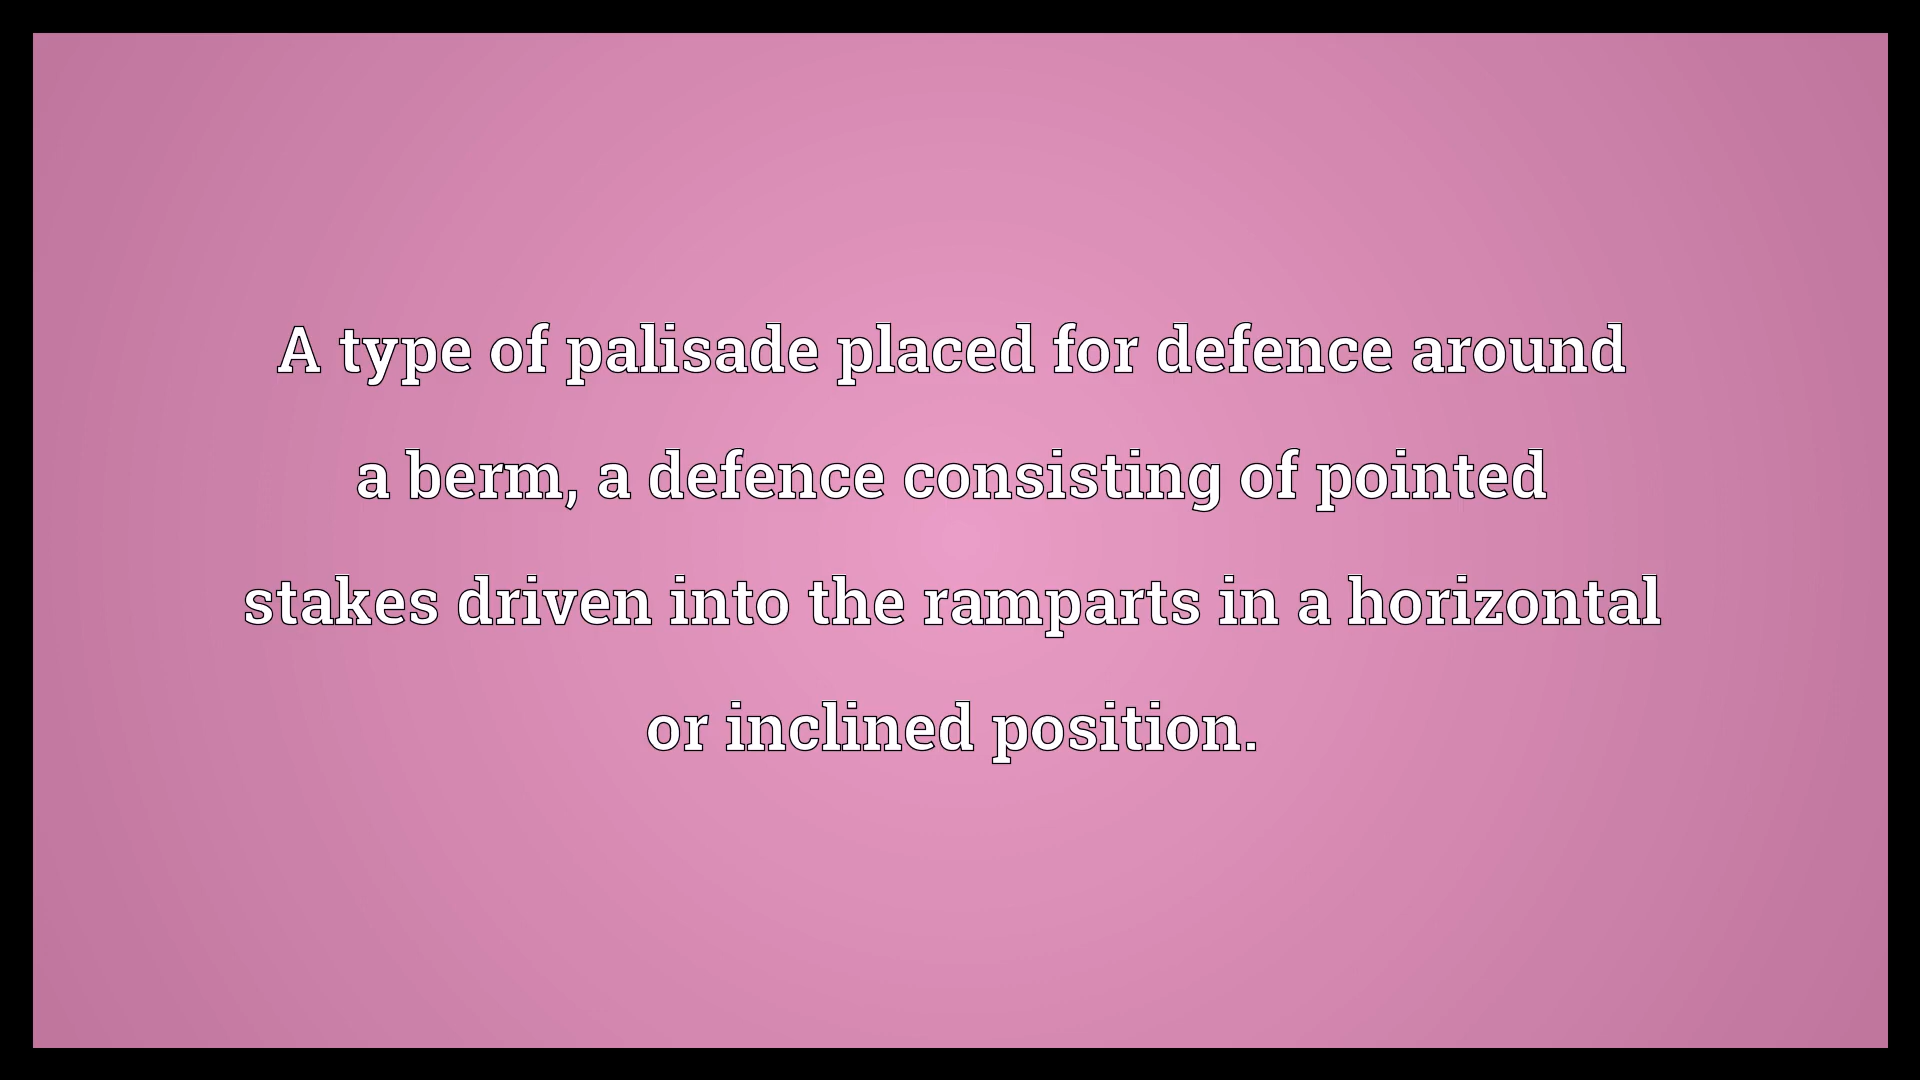 A type of palisade placed for defence around
a berm, a defence consisting of pointed
stakes driven into the ramparts in a horizontal
or inclined position.